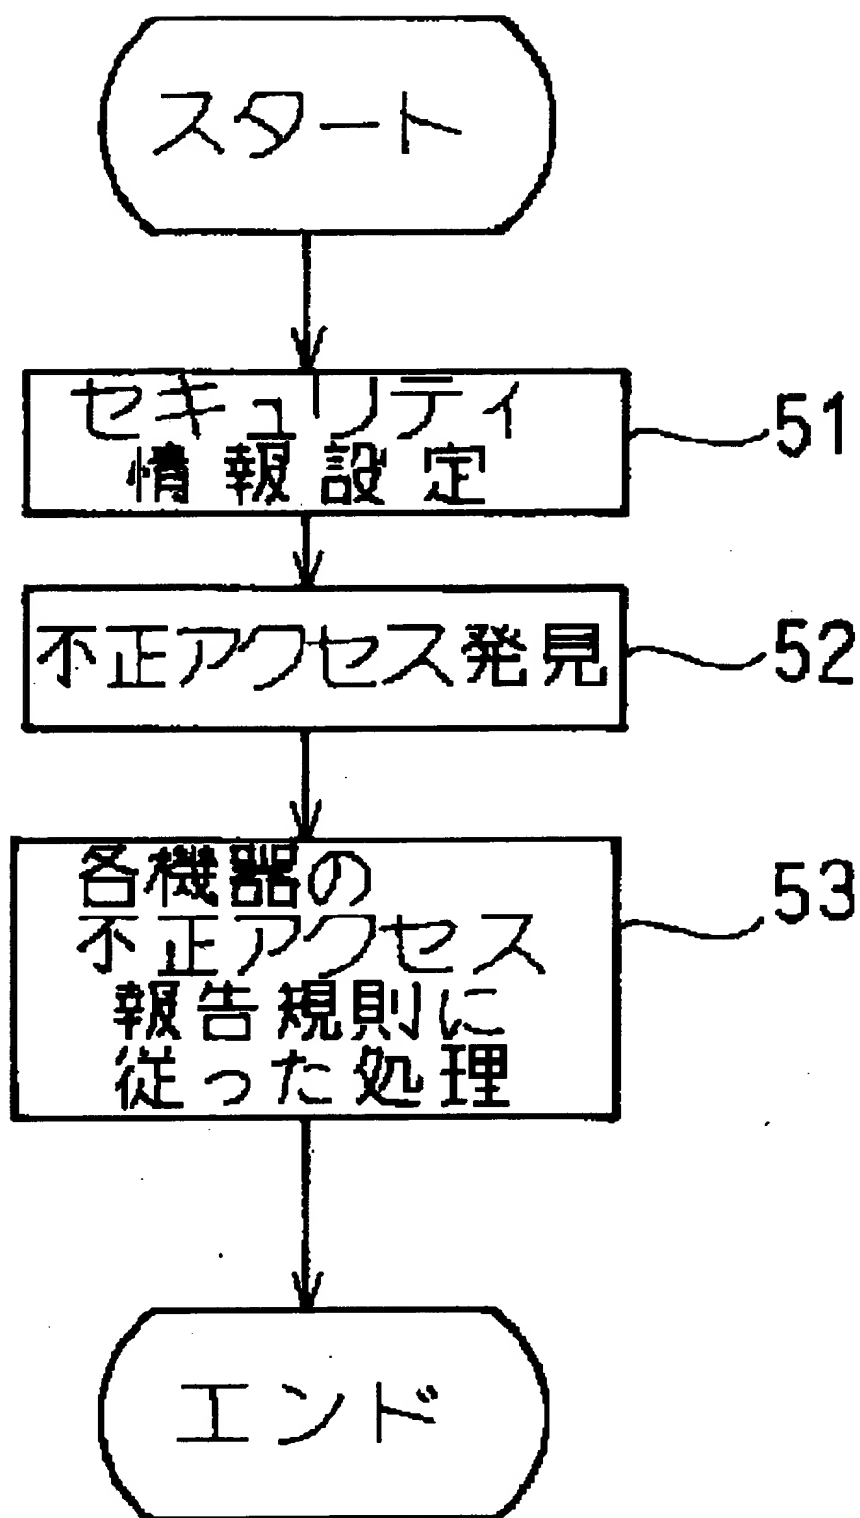 スタート
セキュリティ
情報設定
51
不正アクセス発見
52
各機器の
不正アクセス
報告規則に
従った処理
53
エンド